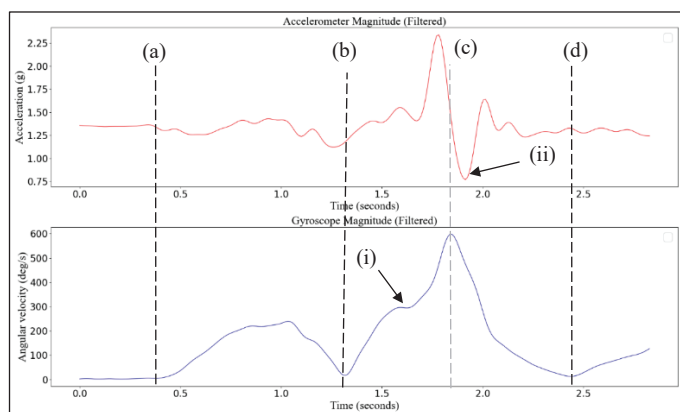 Accelerometer Magnitude (Filtered)
(a) (b) (c) (d)
2.25
2.00
1.75
1.50
1.25
1.00
0.75
Acceleration (g)
(ii)
0.0 0.5 1.0 1.5 2.0 2.5
Time (seconds)
Gyroscope Magnitude (Filtered)
600
500
400
300
200
100
0
Angular velocity (deg/s)
(i)
0.0 0.5 1.0 1.5 2.0 2.5
Time (seconds)